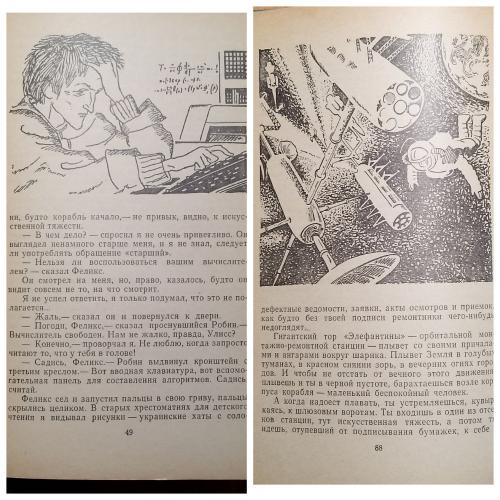 ни, будто корабль качало,— не привык, видно, к искус-
ственной тяжести.
— В чем дело? — спросил я не очень приветливо. Он
выглядел ненамного старше меня, и я не знал, следует
ли употреблять обращение «старший».
— Нельзя ли воспользоваться вашим вычислите-
лем? — сказал Феликс.
Он смотрел на меня, но, право, казалось, будто не
видит совсем не то, на что смотрит.
Я не успел ответить, я только подумал, что это не по-
лагается...
— Жаль,— сказал он и повернулся к двери.
— Погоди, Феликс,— сказал проснувшийся Робин.—
Вычислитель свободен. Нам не жалко, правда, Улисс?
— Конечно,— проворчал я. Не люблю, когда запросто
читают то, что у тебя в голове!
— Садись, Феликс.— Робин выдвинул кронштейн с
третьим креслом.— Вот вводная клавиатура, вот вспомо-
гательная панель для составления алгоритмов. Садись,
считай.
Феликс сел и запустил пальцы в свою гриву, пальцы
скрылись целиком. В старых хрестоматиях для детского
чтения я видывал рисунки — украинские хаты с соло-
49
дефектные ведомости, заявки, акты осмотров и приемок,
как будто без твоей подписи ремонтники чего-нибудь
недоглядят...
Гигантский тор «Элефантины» — орбитальной мон-
тажно-ремонтной станции — плывет со своими причала-
ми и ангарами вокруг шарика. Плывет Земля в голубых
туманах, в красном сиянии зорь, в вечерних огнях горо-
дов. И чтобы не отстать от вечного этого движения,
плывешь и ты в черной пустоте, барахтаешься возле кор-
пуса корабля — маленький беспокойный человек.
А когда надоест плавать, ты устремляешься, кувыр-
каясь, к шлюзовым воротам. Ты входишь в один из отсе-
ков станции, тут искусственная тяжесть, а потом ты
идешь, отупевший от подписывания бумажек, к себе в
88